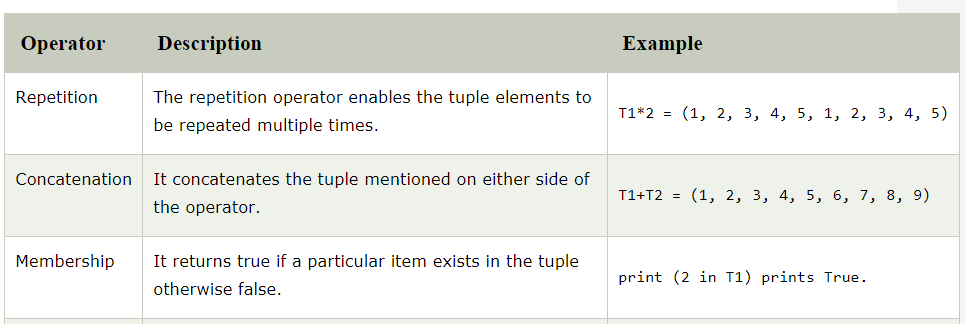 Operator Description Example
Repetition The repetition operator enables the tuple elements to
be repeated multiple times.
T1*2 = (1, 2, 3, 4, 5, 1, 2, 3, 4, 5)
Concatenation It concatenates the tuple mentioned on either side of
the operator.
T1+T2 = (1, 2, 3, 4, 5, 6, 7, 8, 9)
Membership It returns true if a particular item exists in the tuple
otherwise false.
print (2 in T1) prints True.